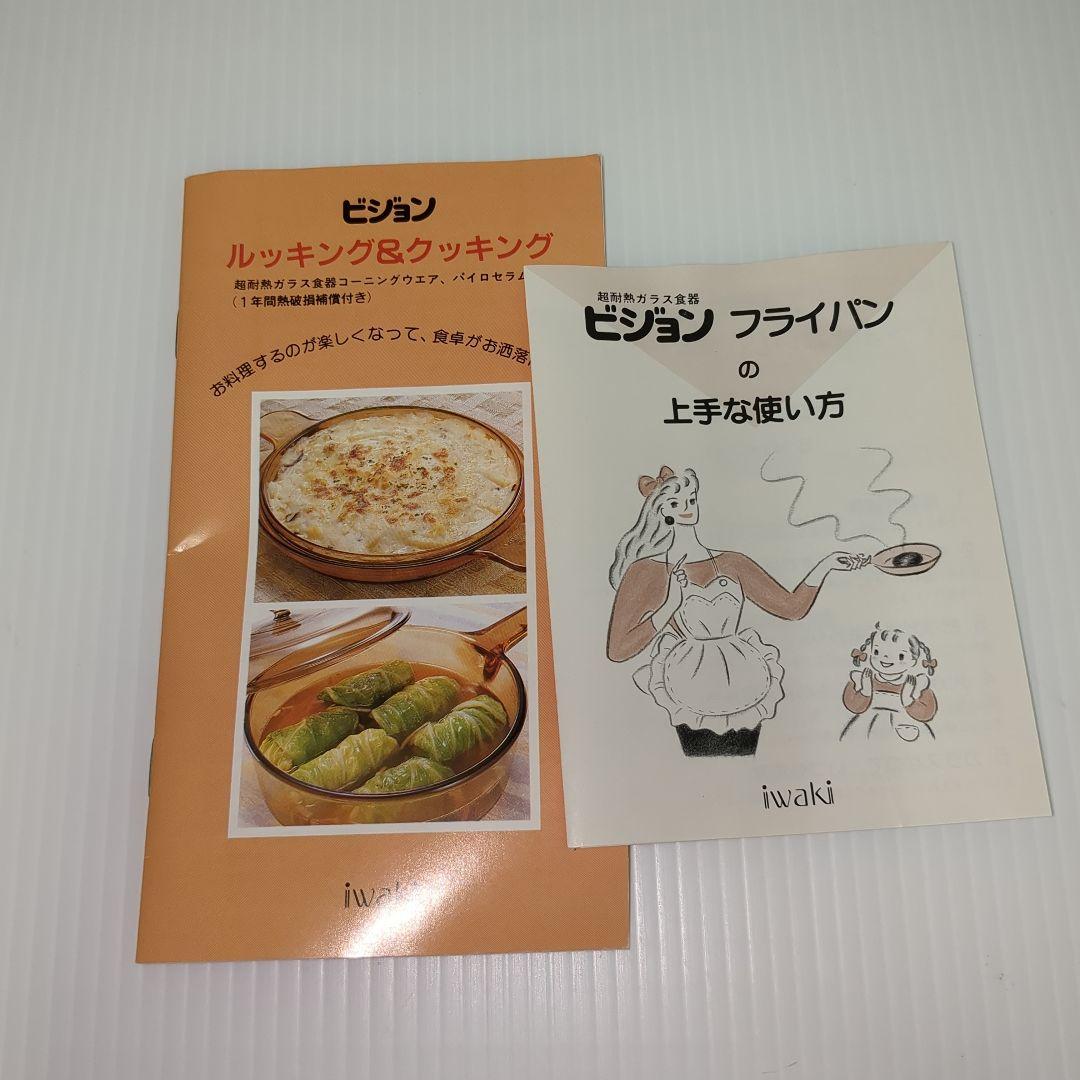 ビジョン
ルッキング&クッキング
超耐熱ガラス食器コーニングウエア、パイロセラム
(1年間熱破損補償付き)
お料理するのが楽しくなって、食卓がお洒落
iwaki
超耐熱ガラス食器
ビジョン フライパン
の
上手な使い方
iwaki